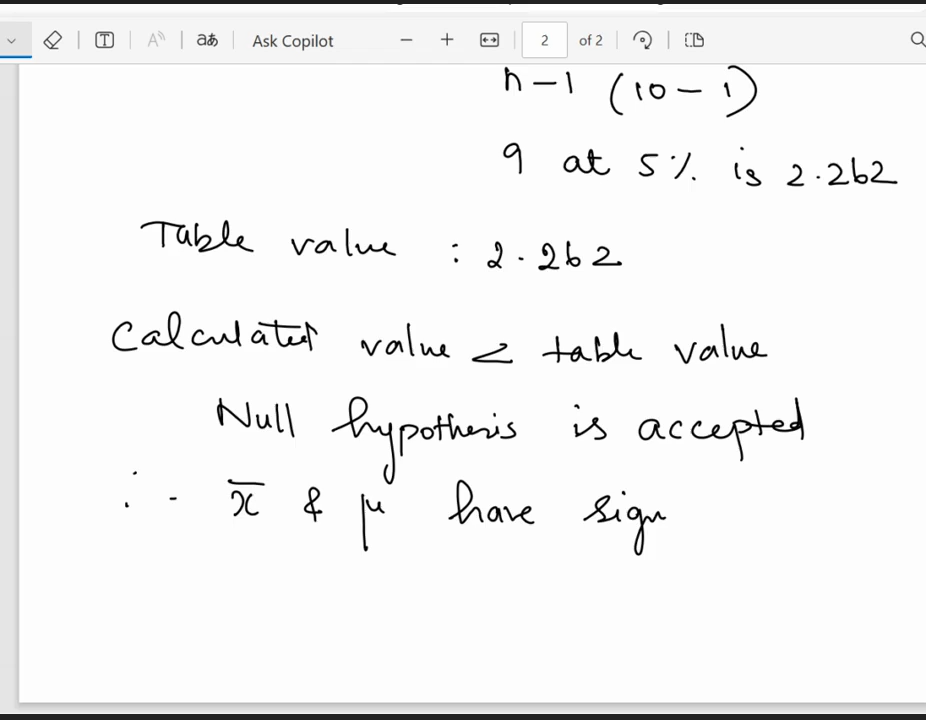 Ask Copilot 2 of 2
n-1 (10-1)
9 at 5% is 2.262
Table value : 2.262
Calculated value < table value
Null hypothesis is accepted
∴ x̄ & μ have sign